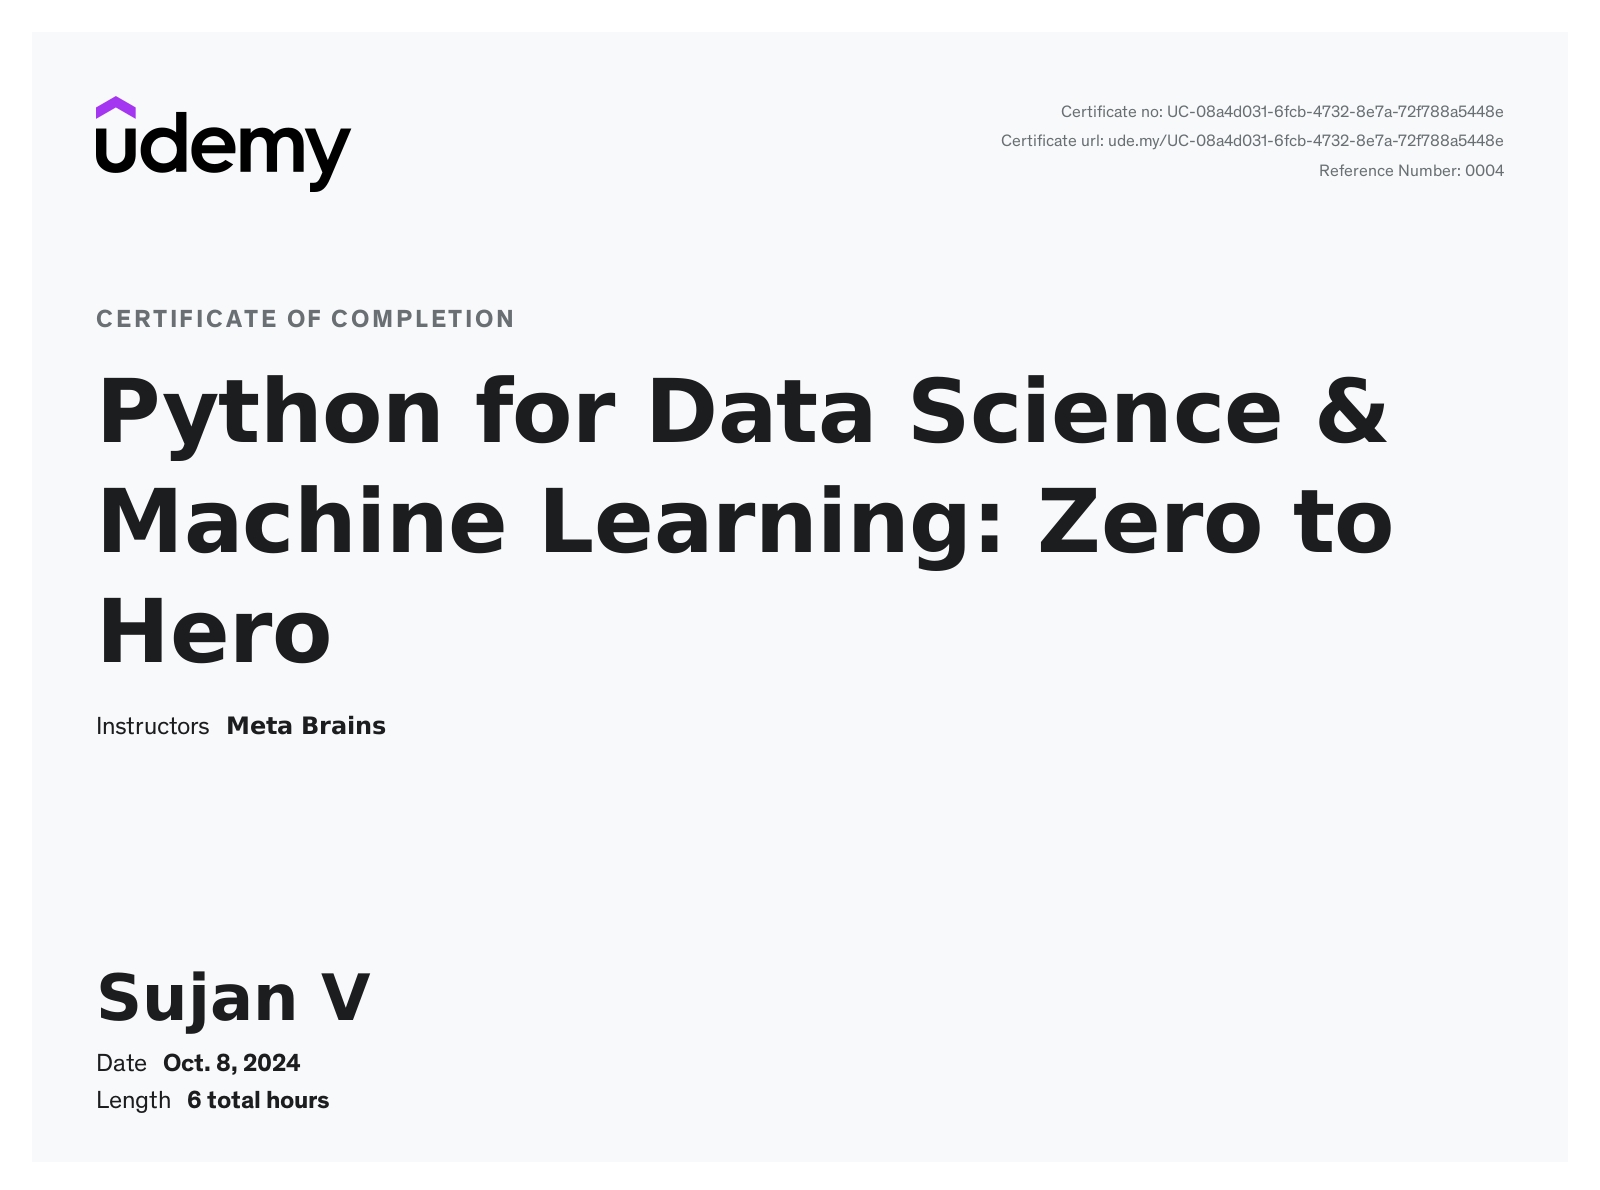 udemy
Certificate no: UC-08a4d031-6fcb-4732-8e7a-72f788a5448e
Certificate url: ude.my/UC-08a4d031-6fcb-4732-8e7a-72f788a5448e
Reference Number: 0004
CERTIFICATE OF COMPLETION
Python for Data Science &
Machine Learning: Zero to
Hero
Instructors Meta Brains
Sujan V
Date Oct. 8, 2024
Length 6 total hours